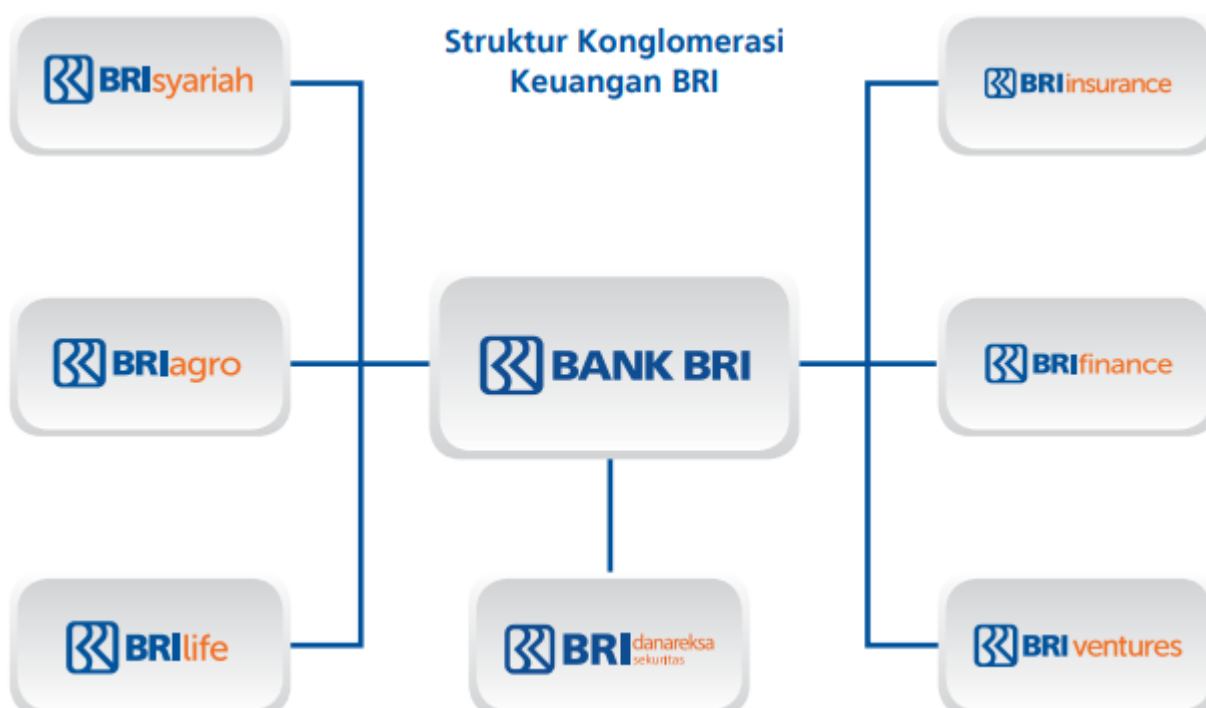 Struktur Konglomerasi
Keuangan BRI
BRIsyariah
BRIinsurance
BRIagro
BANK BRI
BRIfinance
BRIlife
BRI danareksa
sekuritas
BRI ventures